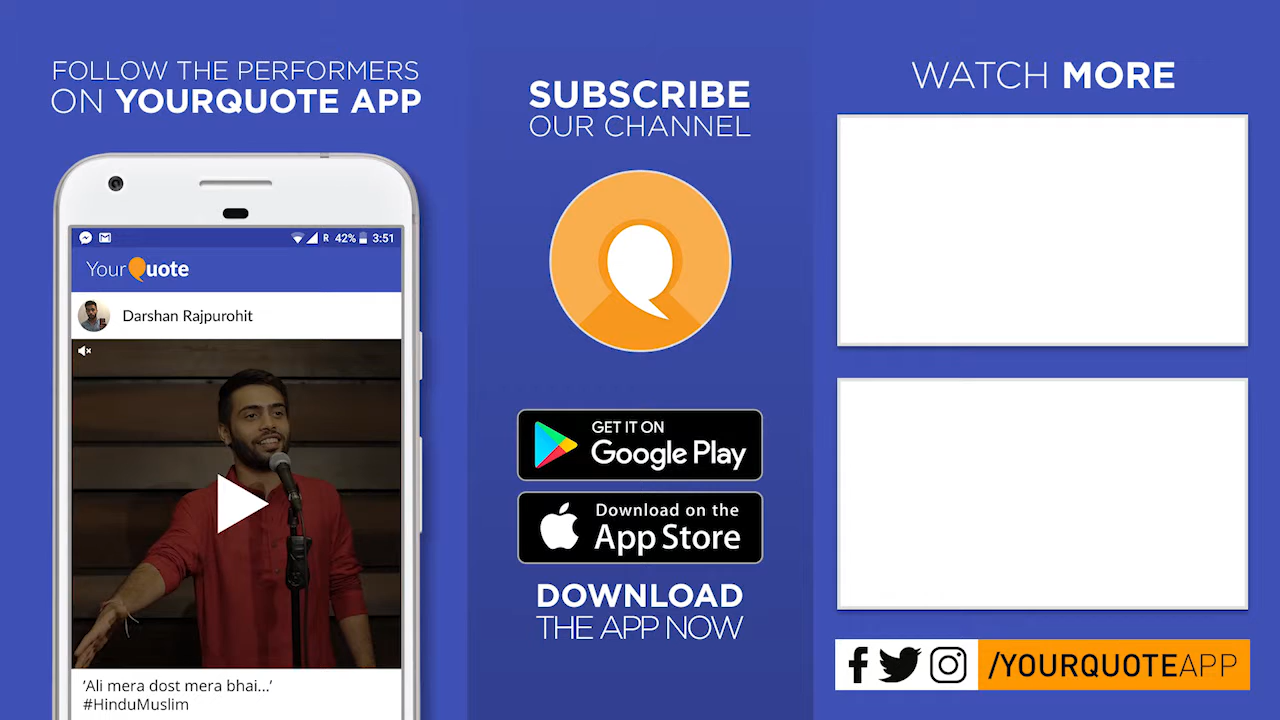 FOLLOW THE PERFORMERS
ON YOURQUOTE APP
R 42% 3:51
YourQuote
Darshan Rajpurohit
'Ali mera dost mera bhai...'
#HinduMuslim
SUBSCRIBE
OUR CHANNEL
GET IT ON
Google Play
Download on the
App Store
DOWNLOAD
THE APP NOW
WATCH MORE
/YOURQUOTEAPP